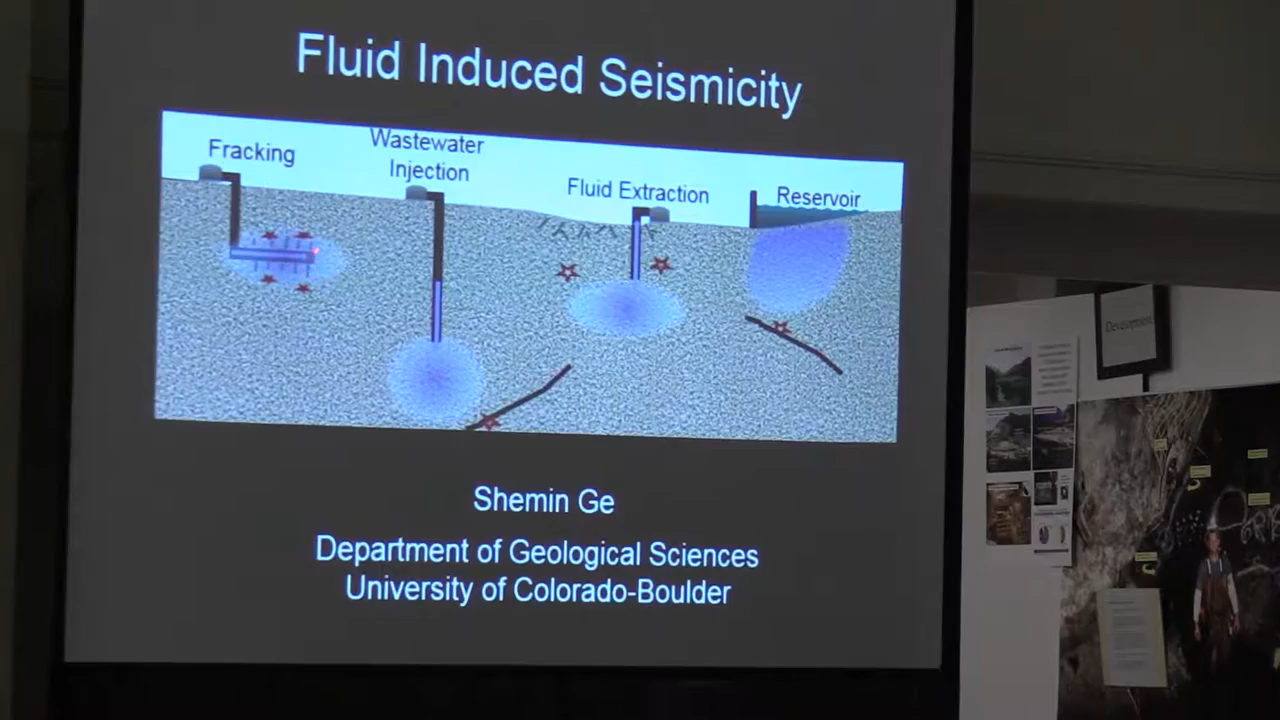 Fluid Induced Seismicity
Fracking
Wastewater
Injection
Fluid Extraction
Reservoir
Shemin Ge
Department of Geological Sciences
University of Colorado-Boulder
Development